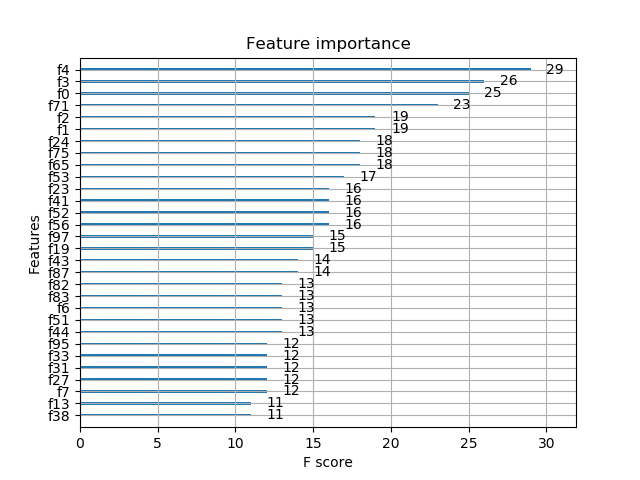 Feature importance
f4 29
f3 26
f0 25
f71 23
f2 19
f1 19
f24 18
f75 18
f65 18
f53 17
f23 16
f41 16
f52 16
f56 16
f97 15
f19 15
f43 14
f87 14
f82 13
f83 13
f6 13
f51 13
f44 13
f95 12
f33 12
f31 12
f27 12
f7 12
f13 11
f38 11
Features
0 5 10 15 20 25 30
F score